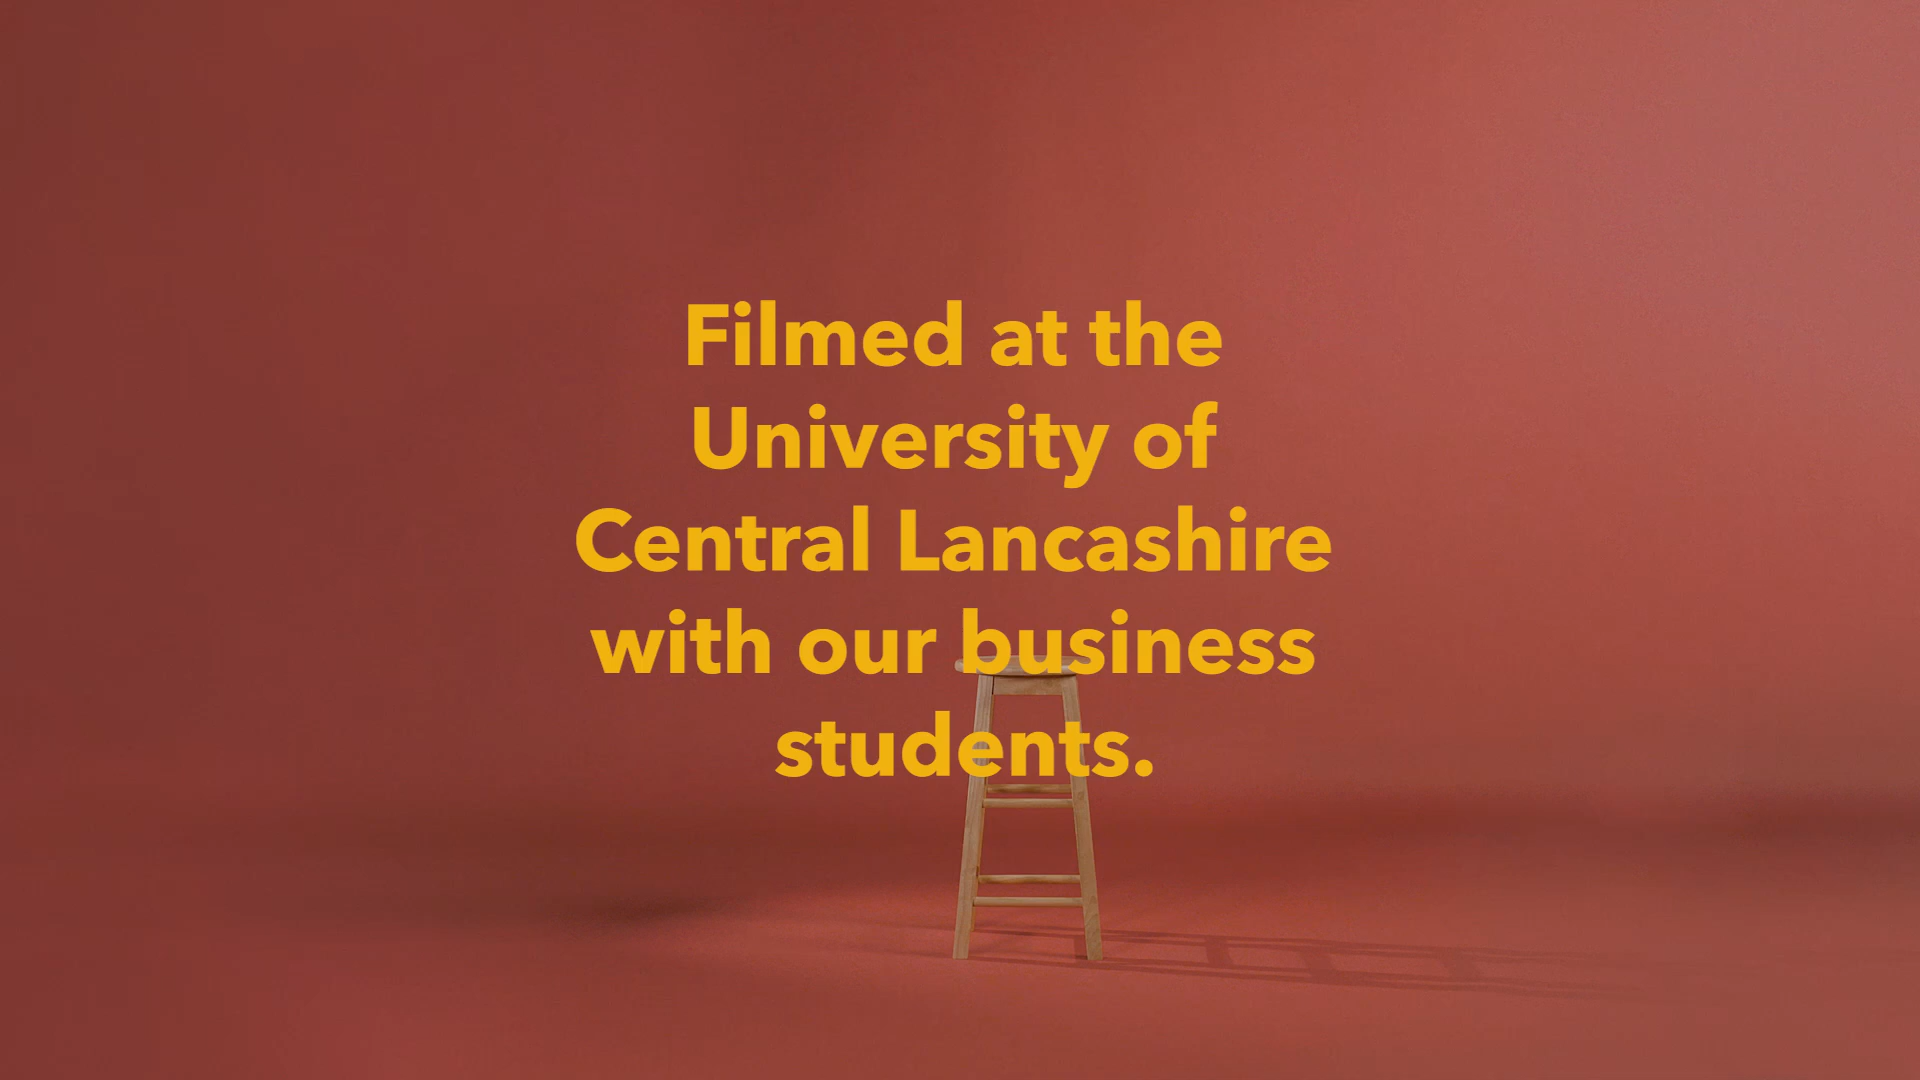 Filmed at the
University of
Central Lancashire
with our business
students.